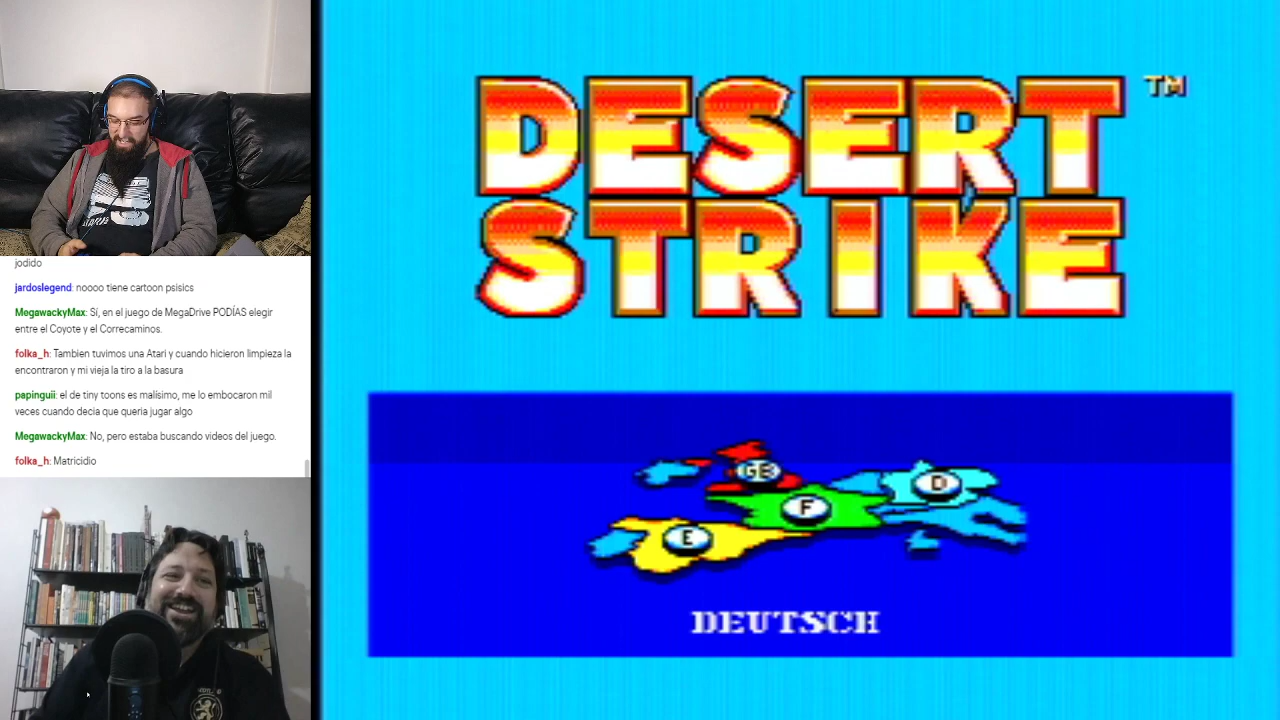 jodido
jardoslegend: noooo tiene cartoon psisics
MegawackyMax: Sí, en el juego de MegaDrive PODÍAS elegir
entre el Coyote y el Correcaminos.
folka_h: Tambien tuvimos una Atari y cuando hicieron limpieza la
encontraron y mi vieja la tiro a la basura
papinguii: el de tiny toons es malísimo, me lo embocaron mil
veces cuando decia que queria jugar algo
MegawackyMax: No, pero estaba buscando videos del juego.
folka_h: Matricidio
DESERT TM
STRIKE
GB
D
F
E
DEUTSCH